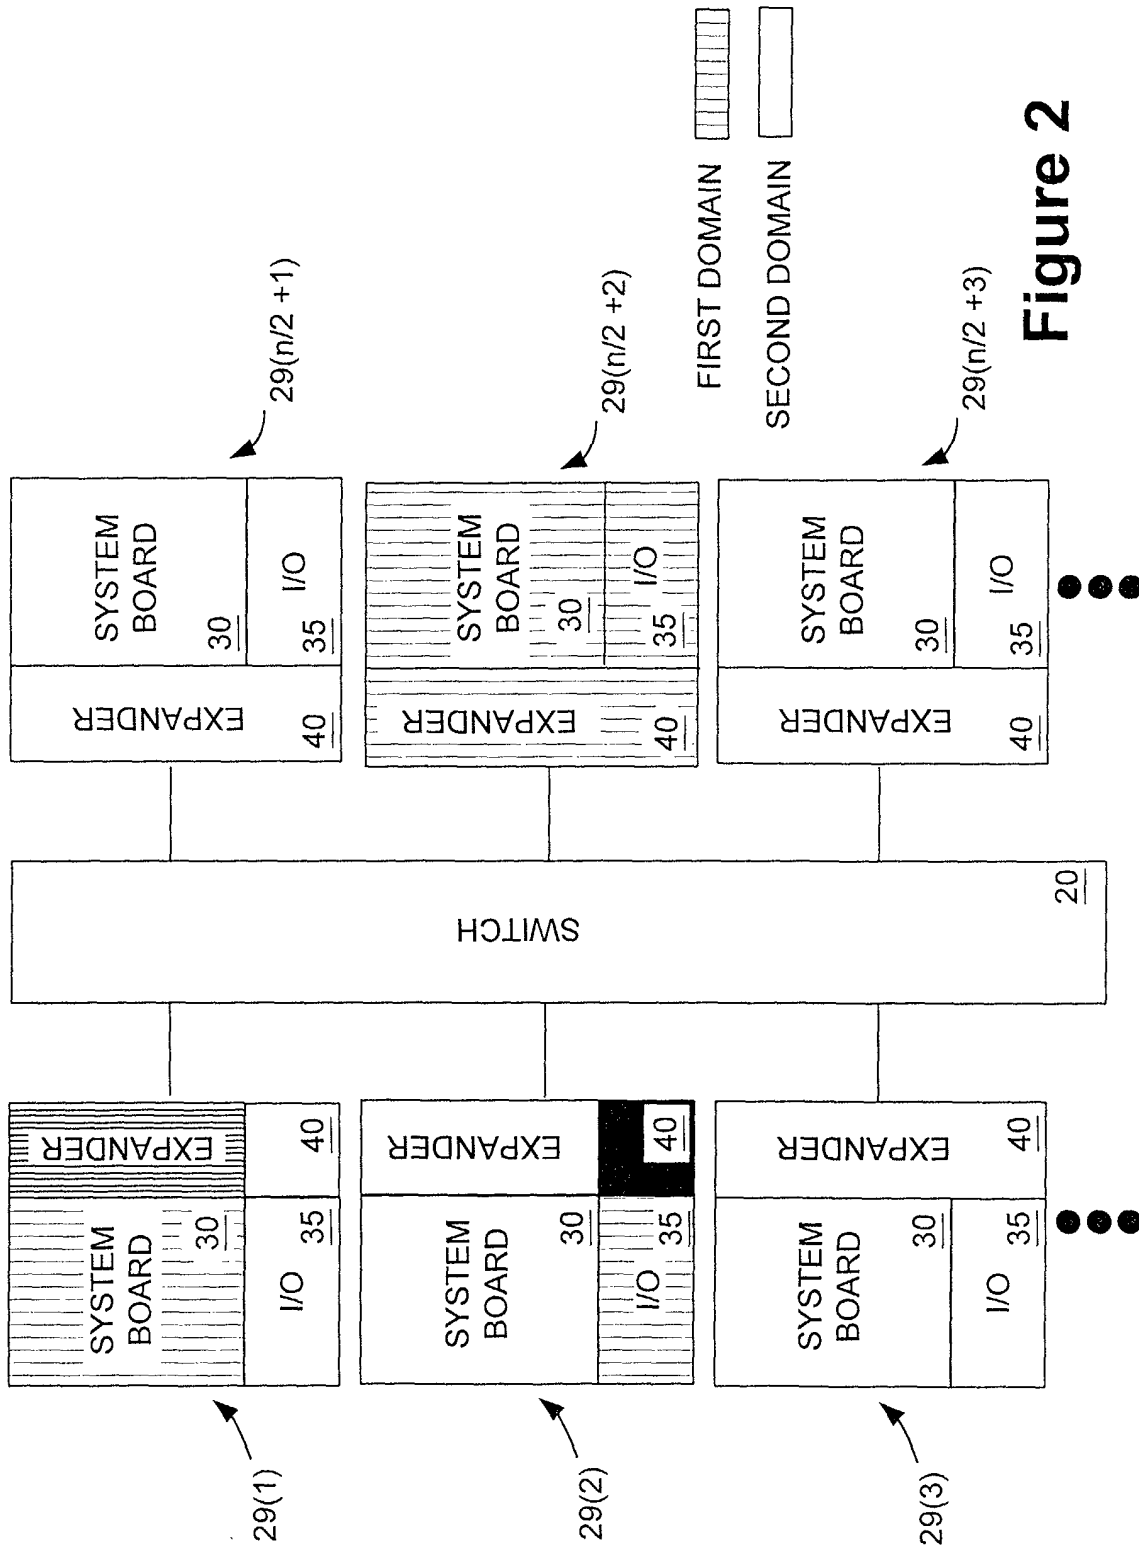 29(1)
SYSTEM
BOARD
30
I/O
35
EXPANDER
40
29(2)
SYSTEM
BOARD
30
I/O
35
EXPANDER
40
29(3)
SYSTEM
BOARD
30
I/O
35
EXPANDER
40
SWITCH
20
EXPANDER
40
SYSTEM
BOARD
30
I/O
35
29(n/2 +1)
EXPANDER
40
SYSTEM
BOARD
30
I/O
35
29(n/2 +2)
EXPANDER
40
SYSTEM
BOARD
30
I/O
35
29(n/2 +3)
FIRST DOMAIN
SECOND DOMAIN
Figure 2